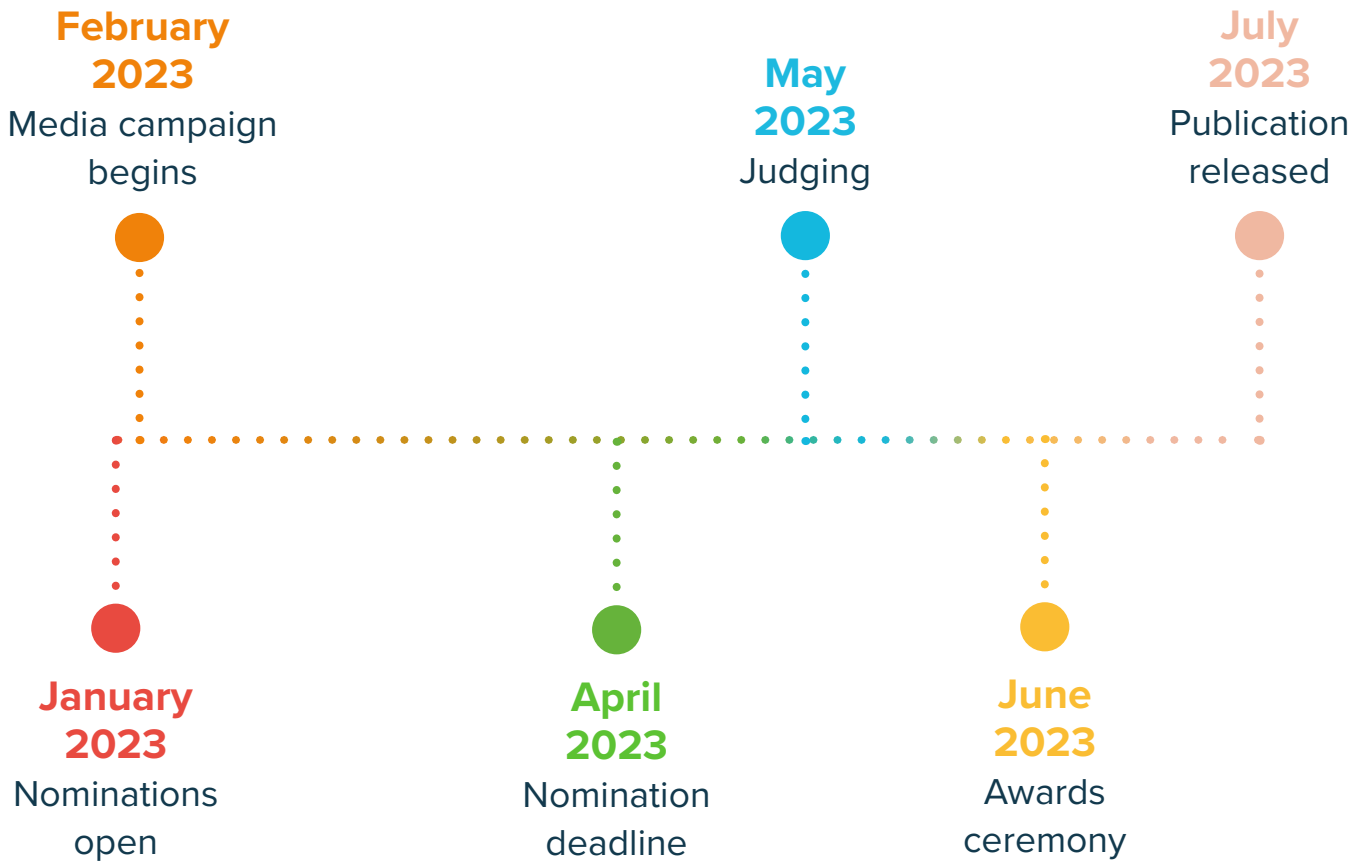 February
2023
Media campaign
begins
May
2023
Judging
July
2023
Publication
released
January
2023
Nominations
open
April
2023
Nomination
deadline
June
2023
Awards
ceremony